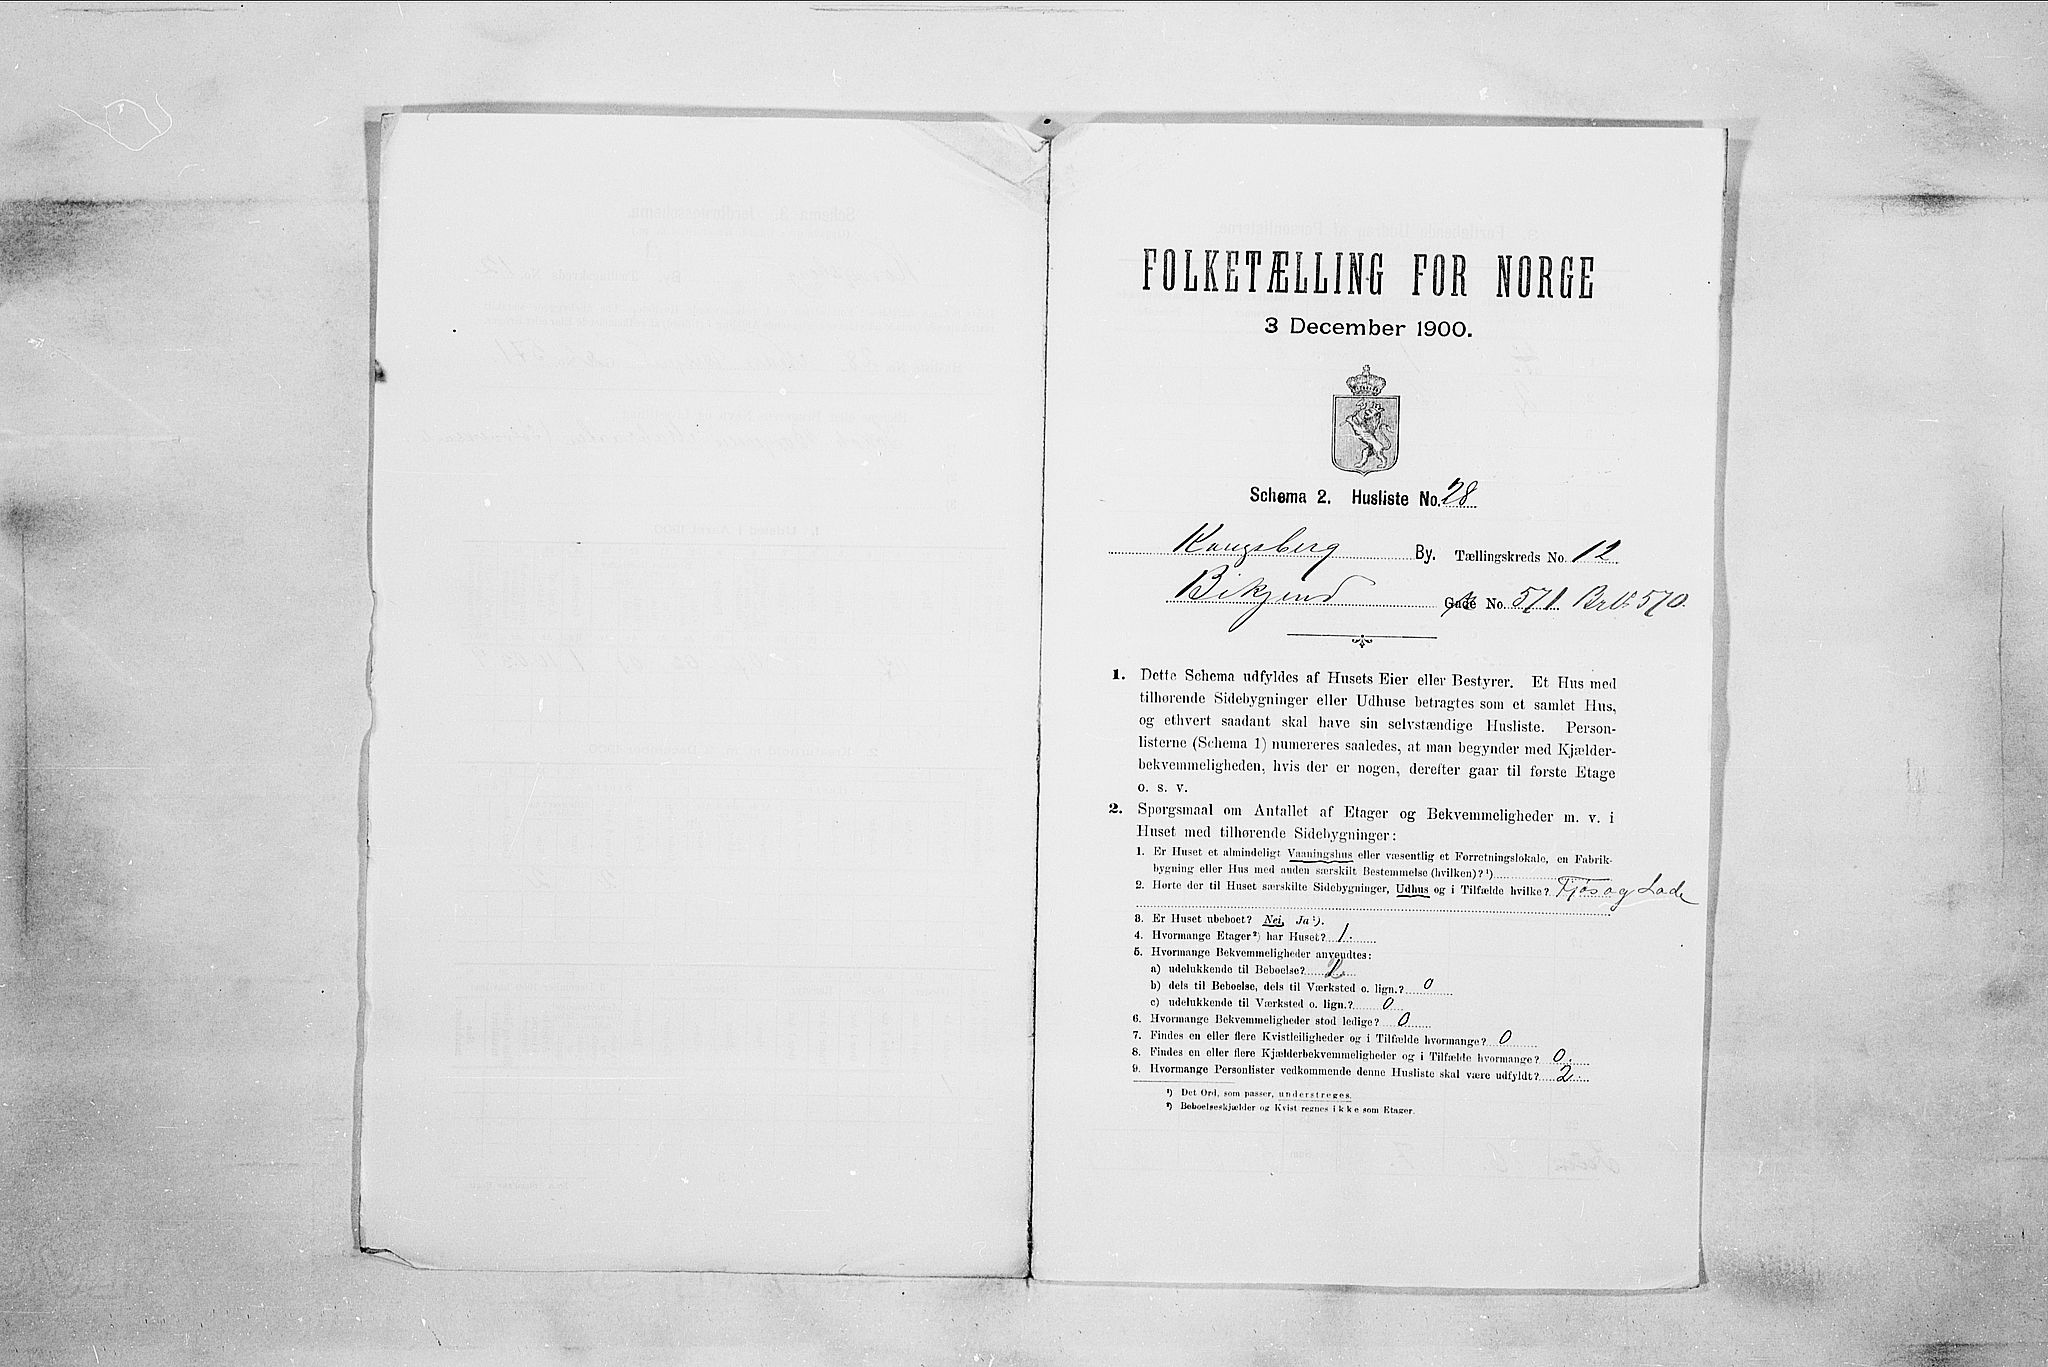 FOLKETÆLLING FOR NORGE
3 December 1900.
Schema 2. Husliste No. 28
Kongsberg By. Tællingskreds No. 12
Gade No. 571 570.
1. Dette Schema udfyldes af Husets Eier eller Bestyrer. Et Hus med
tilhørende Sidebygninger eller Udhuse betragtes som et samlet Hus,
og ethvert saadant skal have sin selvstændige Husliste. Person-
listerne (Schema 1) numereres saaledes, at man begynder med Kjælder-
bekvemmeligheden, hvis der er nogen, derefter gaar til første Etage
o. s. v.
2. Spørgsmaal om Antallet af Etager og Bekvemmeligheder m. v. i
Huset med tilhørende Sidebygninger:
1. Er Huset et almindeligt Vaaningshus eller væsentlig et Forretningslokale, en Fabrik-
bygning eller Hus med anden særskilt Bestemmelse (hvilken)? ¹)
2. Hørte der til Huset særskilte Sidebygninger, Udhus og i Tilfælde hvilke? Fjøs og Lade
3. Er Huset ubeboet? Nei, Ja ¹).
4. Hvormange Etager ²) har Huset? 1.
5. Hvormange Bekvemmeligheder anvendtes:
a) udelukkende til Beboelse? 2
b) dels til Beboelse, dels til Værksted o. lign.? 0
c) udelukkende til Værksted o. lign.? 0
6. Hvormange Bekvemmeligheder stod ledige? 0
7. Findes en eller flere Kvistleiligheder og i Tilfælde hvormange? 0
8. Findes en eller flere Kjælderbekvemmeligheder og i Tilfælde hvormange? 0.
9. Hvormange Personlister vedkommende denne Husliste skal være udfyldt? 2.
¹) Det Ord, som passer, understreges.
²) Beboelseskjælder og Kvist regnes ikke som Etager.